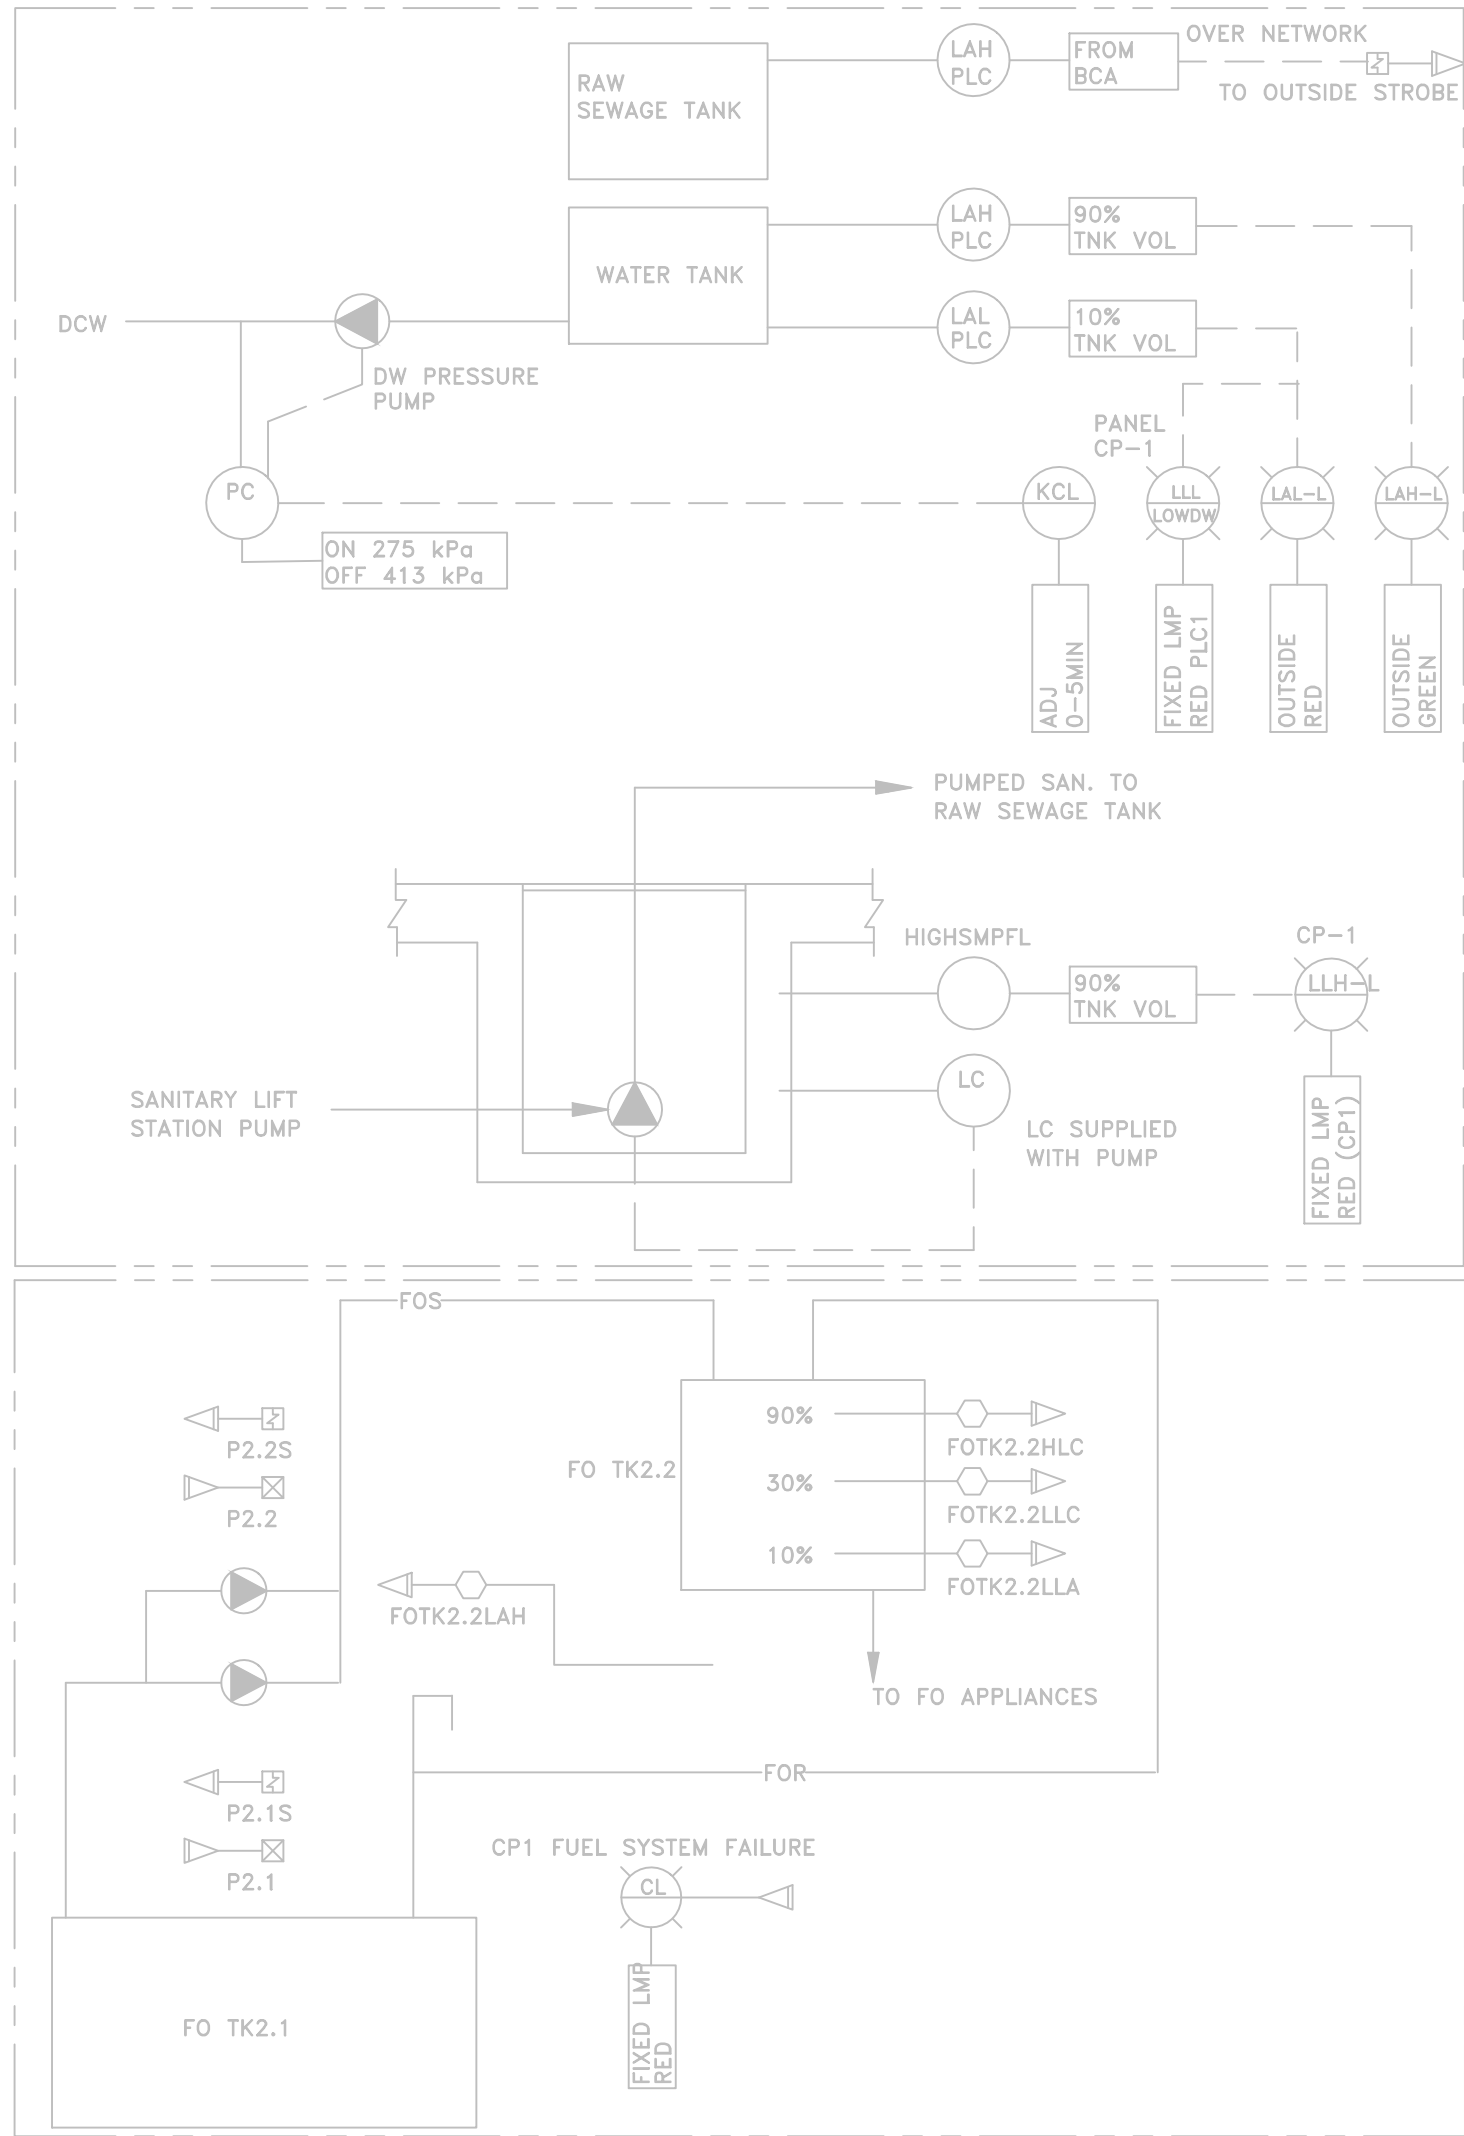 RAW
SEWAGE TANK
LAH
PLC
FROM
BCA
OVER NETWORK
TO OUTSIDE STROBE
WATER TANK
LAH
PLC
90%
TNK VOL
LAL
PLC
10%
TNK VOL
DCW
DW PRESSURE
PUMP
PC
ON 275 kPa
OFF 413 kPa
PANEL
CP-1
KCL
LLL
LOWDW
LAL-L
LAH-L
ADJ
0-5MIN
FIXED LMP
RED PLC1
OUTSIDE
RED
OUTSIDE
GREEN
PUMPED SAN. TO
RAW SEWAGE TANK
HIGHSMPFL
90%
TNK VOL
CP-1
LLH-L
LC
LC SUPPLIED
WITH PUMP
FIXED LMP
RED (CP1)
SANITARY LIFT
STATION PUMP
FOS
P2.2S
P2.2
FO TK2.2
90%
FOTK2.2HLC
30%
FOTK2.2LLC
10%
FOTK2.2LLA
FOTK2.2LAH
TO FO APPLIANCES
FOR
P2.1S
P2.1
CP1 FUEL SYSTEM FAILURE
CL
FIXED LMP
RED
FO TK2.1